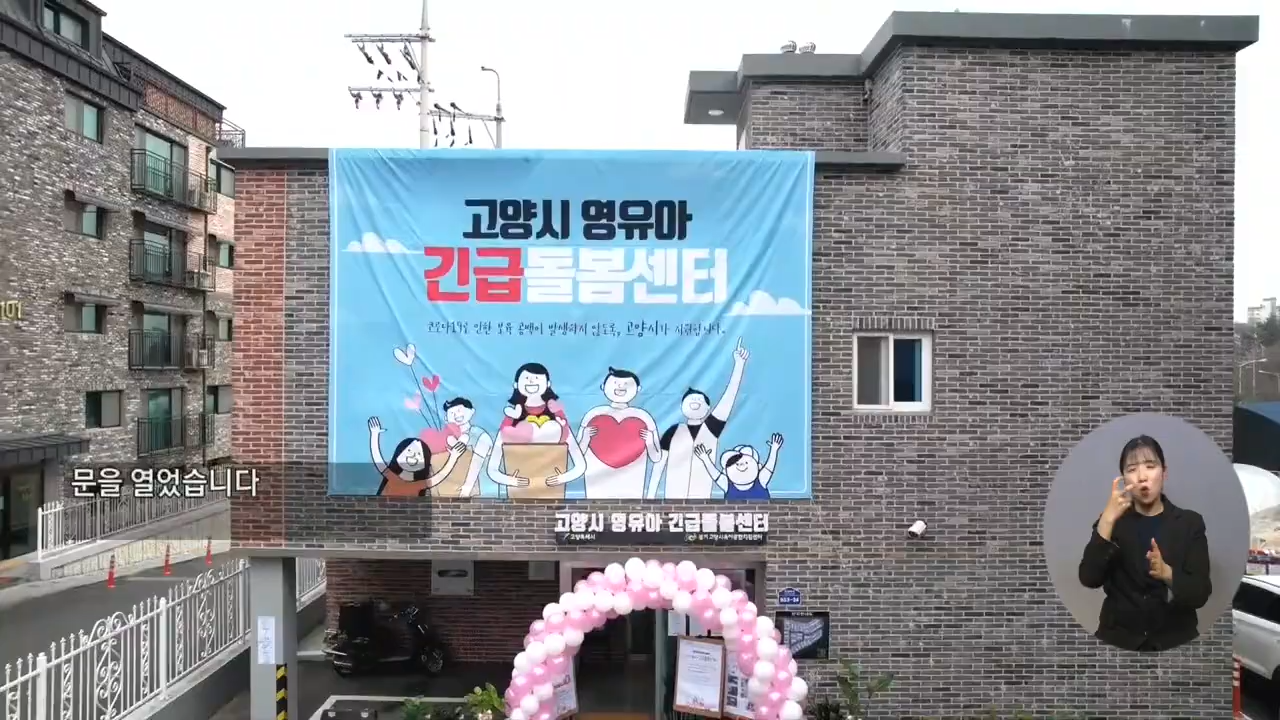 고양시 영유아
긴급돌봄센터
코로나19로 인한 보육 공백이 발생하지 않도록, 고양시가 지원합니다.
101
문을 열었습니다
고양시 영유아 긴급돌봄센터
고양특례시